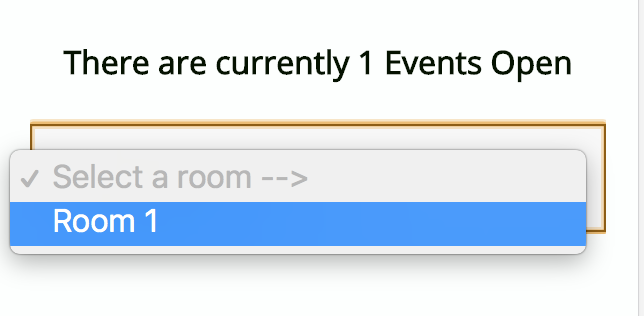 There are currently 1 Events Open
✓ Select a room -->
Room 1